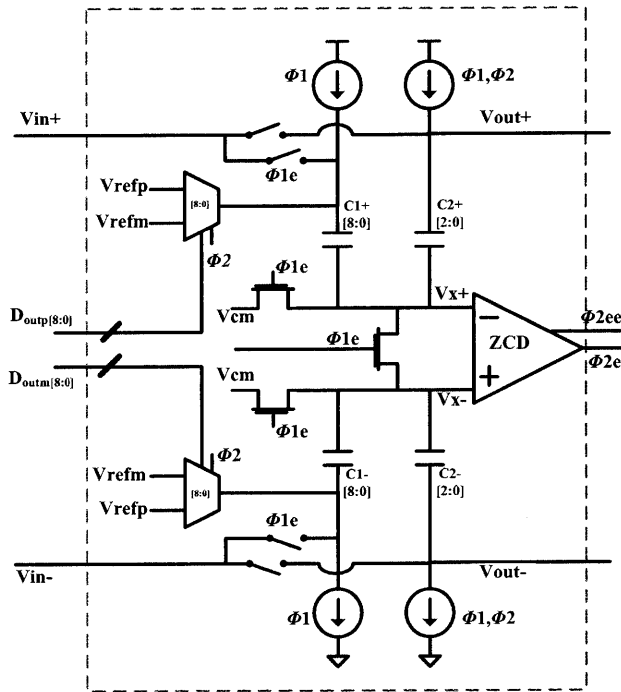 Φ1
Φ1,Φ2
Vin+
Vout+
Φ1e
Vrefp
[8:0]
Vrefm
C1+
[8:0]
C2+
[2:0]
Φ2
Φ1e
Vcm
Vx+
D outp[8:0]
Φ1e
−
ZCD
+
Φ2ee
Φ2e
D outm[8:0]
Vcm
Vx-
Φ1e
Φ2
Vrefm
[8:0]
Vrefp
C1-
[8:0]
C2-
[2:0]
Φ1e
Vin-
Vout-
Φ1
Φ1,Φ2